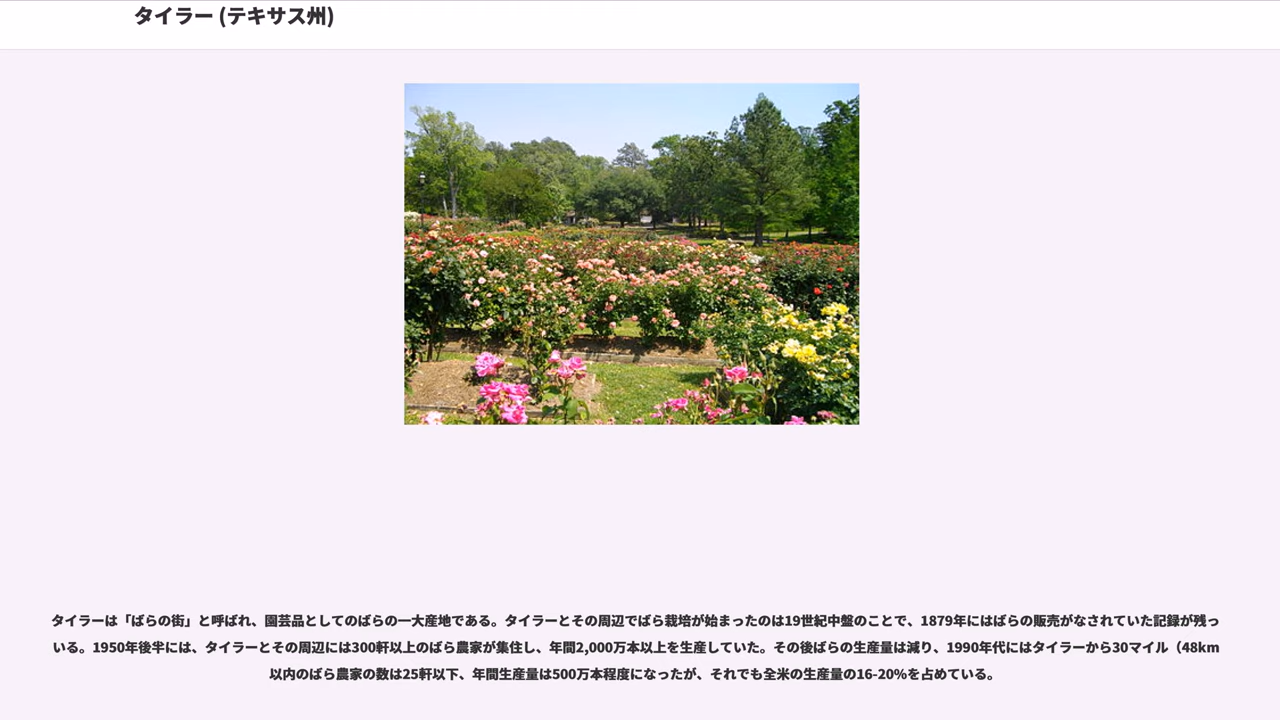 タイラー (テキサス州)
タイラーは「ばらの街」と呼ばれ、園芸品としてのばらの一大産地である。タイラーとその周辺でばら栽培が始まったのは19世紀中盤のことで、1879年にはばらの販売がなされていた記録が残っ
いる。1950年後半には、タイラーとその周辺には300軒以上のばら農家が集住し、年間2,000万本以上を生産していた。その後ばらの生産量は減り、1990年代にはタイラーから30マイル（48km
以内のばら農家の数は25軒以下、年間生産量は500万本程度になったが、それでも全米の生産量の16-20%を占めている。